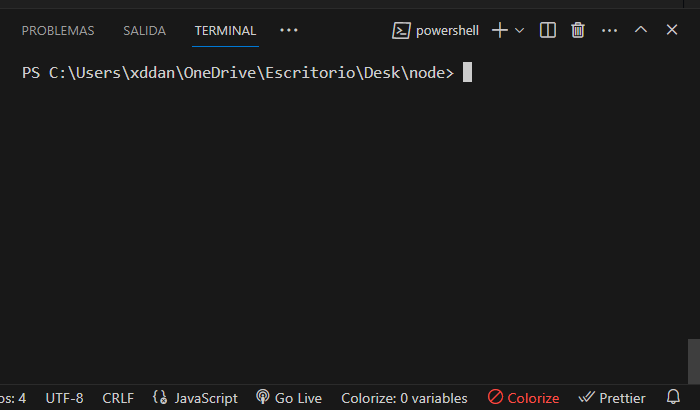 PROBLEMAS SALIDA TERMINAL ··· powershell
PS C:\Users\xddan\OneDrive\Escritorio\Desk\node>
os: 4 UTF-8 CRLF JavaScript Go Live Colorize: 0 variables Colorize Prettier